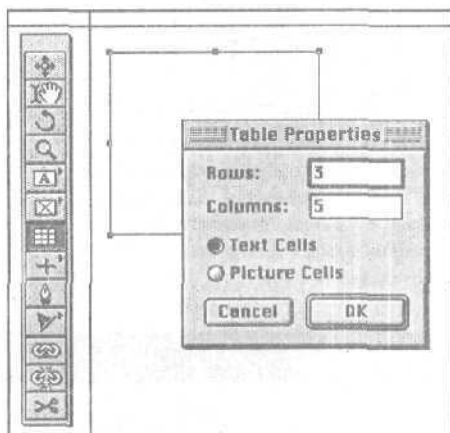 A
Table Properties
Rows: 3
Columns: 5
Text Cells
Picture Cells
Cancel OK